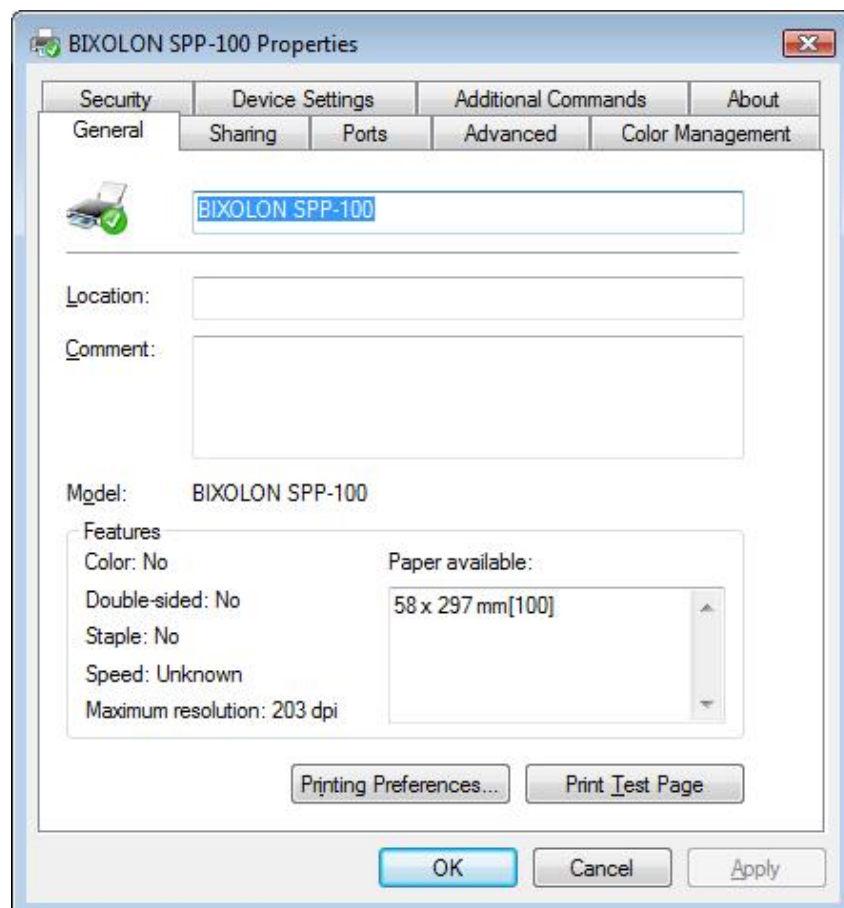 BIXOLON SPP-100 Properties
Security Device Settings Additional Commands About
General Sharing Ports Advanced Color Management
BIXOLON SPP-100
Location:
Comment:
Model: BIXOLON SPP-100
Features
Color: No Paper available:
Double-sided: No 58 x 297 mm[100]
Staple: No
Speed: Unknown
Maximum resolution: 203 dpi
Printing Preferences... Print Test Page
OK Cancel Apply